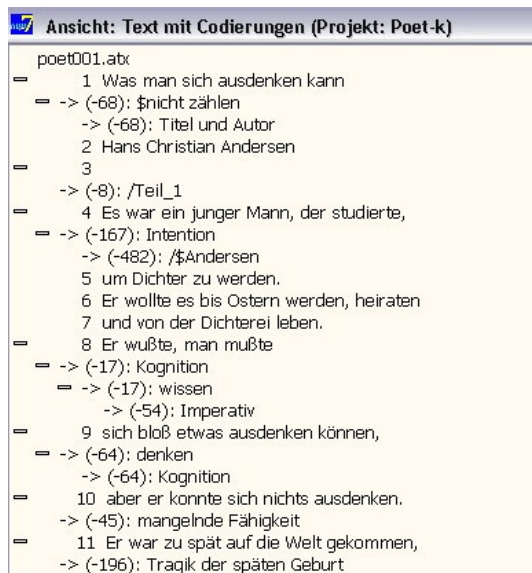 Ansicht: Text mit Codierungen (Projekt: Poet-k)
poet001.atx
1 Was man sich ausdenken kann
-> (-68): $nicht zählen
-> (-68): Titel und Autor
2 Hans Christian Andersen
3
-> (-8): /Teil_1
4 Es war ein junger Mann, der studierte,
-> (-167): Intention
-> (-482): /$Andersen
5 um Dichter zu werden.
6 Er wollte es bis Ostern werden, heiraten
7 und von der Dichterei leben.
8 Er wußte, man mußte
-> (-17): Kognition
-> (-17): wissen
-> (-54): Imperativ
9 sich bloß etwas ausdenken können,
-> (-64): denken
-> (-64): Kognition
10 aber er konnte sich nichts ausdenken.
-> (-45): mangelnde Fähigkeit
11 Er war zu spät auf die Welt gekommen,
-> (-196): Tragik der späten Geburt